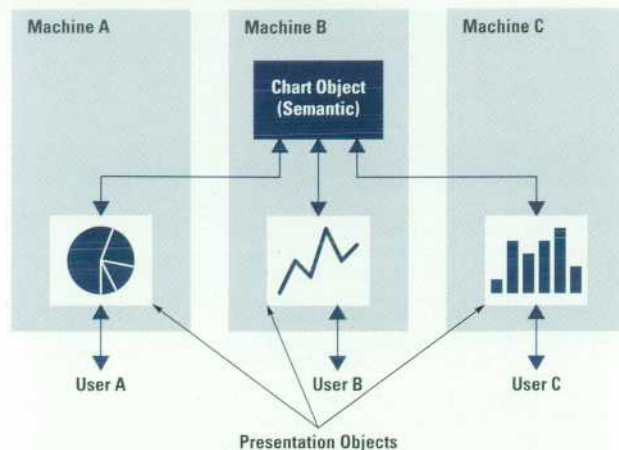 Machine A
Machine B
Machine C
Chart Object
(Semantic)
User A
User B
User C
Presentation Objects